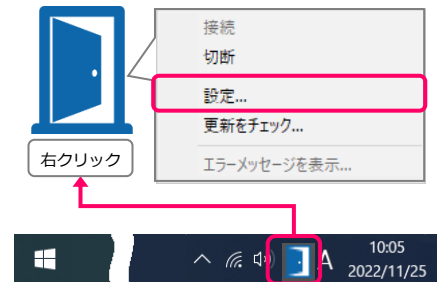 接続
切断
設定...
更新をチェック...
エラーメッセージを表示...
右クリック
A
10:05
2022/11/25